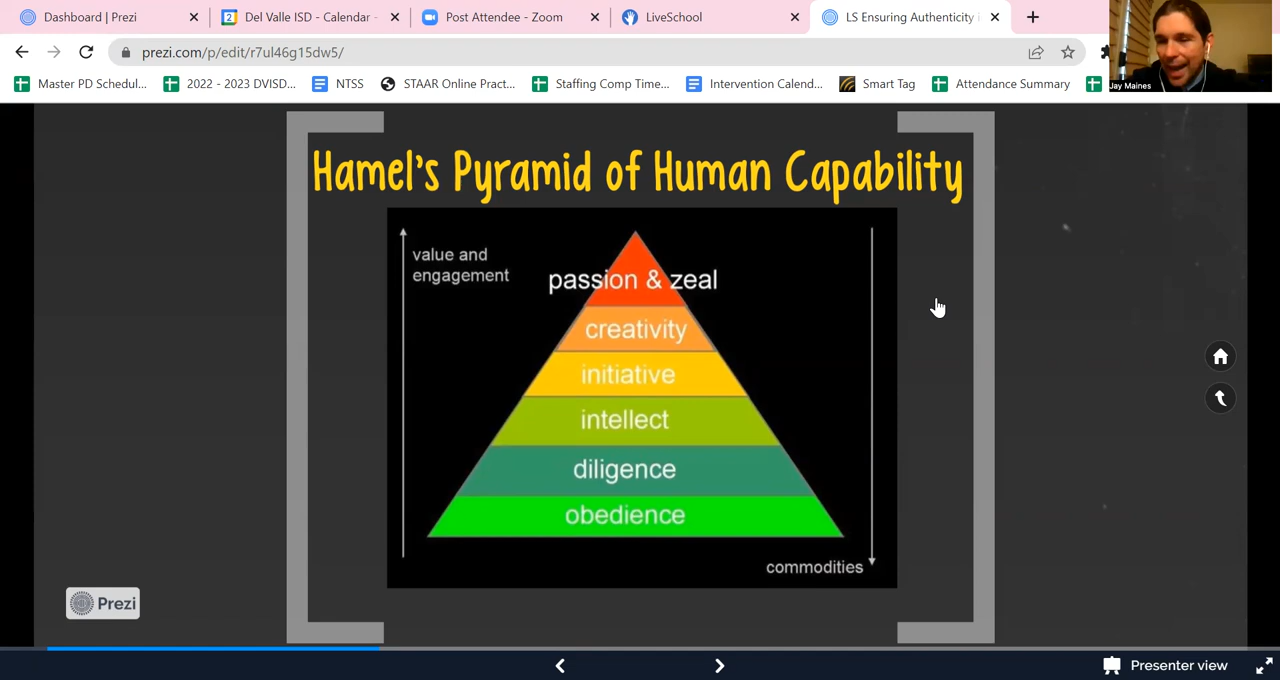 Dashboard | Prezi
2
Del Valle ISD - Calendar -
Post Attendee - Zoom
LiveSchool
LS Ensuring Authenticity
prezi.com/p/edit/r7ul46g15dw5/
Master PD Schedul...
2022 - 2023 DVISD...
NTSS
STAAR Online Pract...
Staffing Comp Time...
Intervention Calend...
Smart Tag
Attendance Summary
Jay Maines
Hamel's Pyramid of Human Capability
value and
engagement
passion & zeal
creativity
initiative
intellect
diligence
obedience
commodities
Prezi
Presenter view